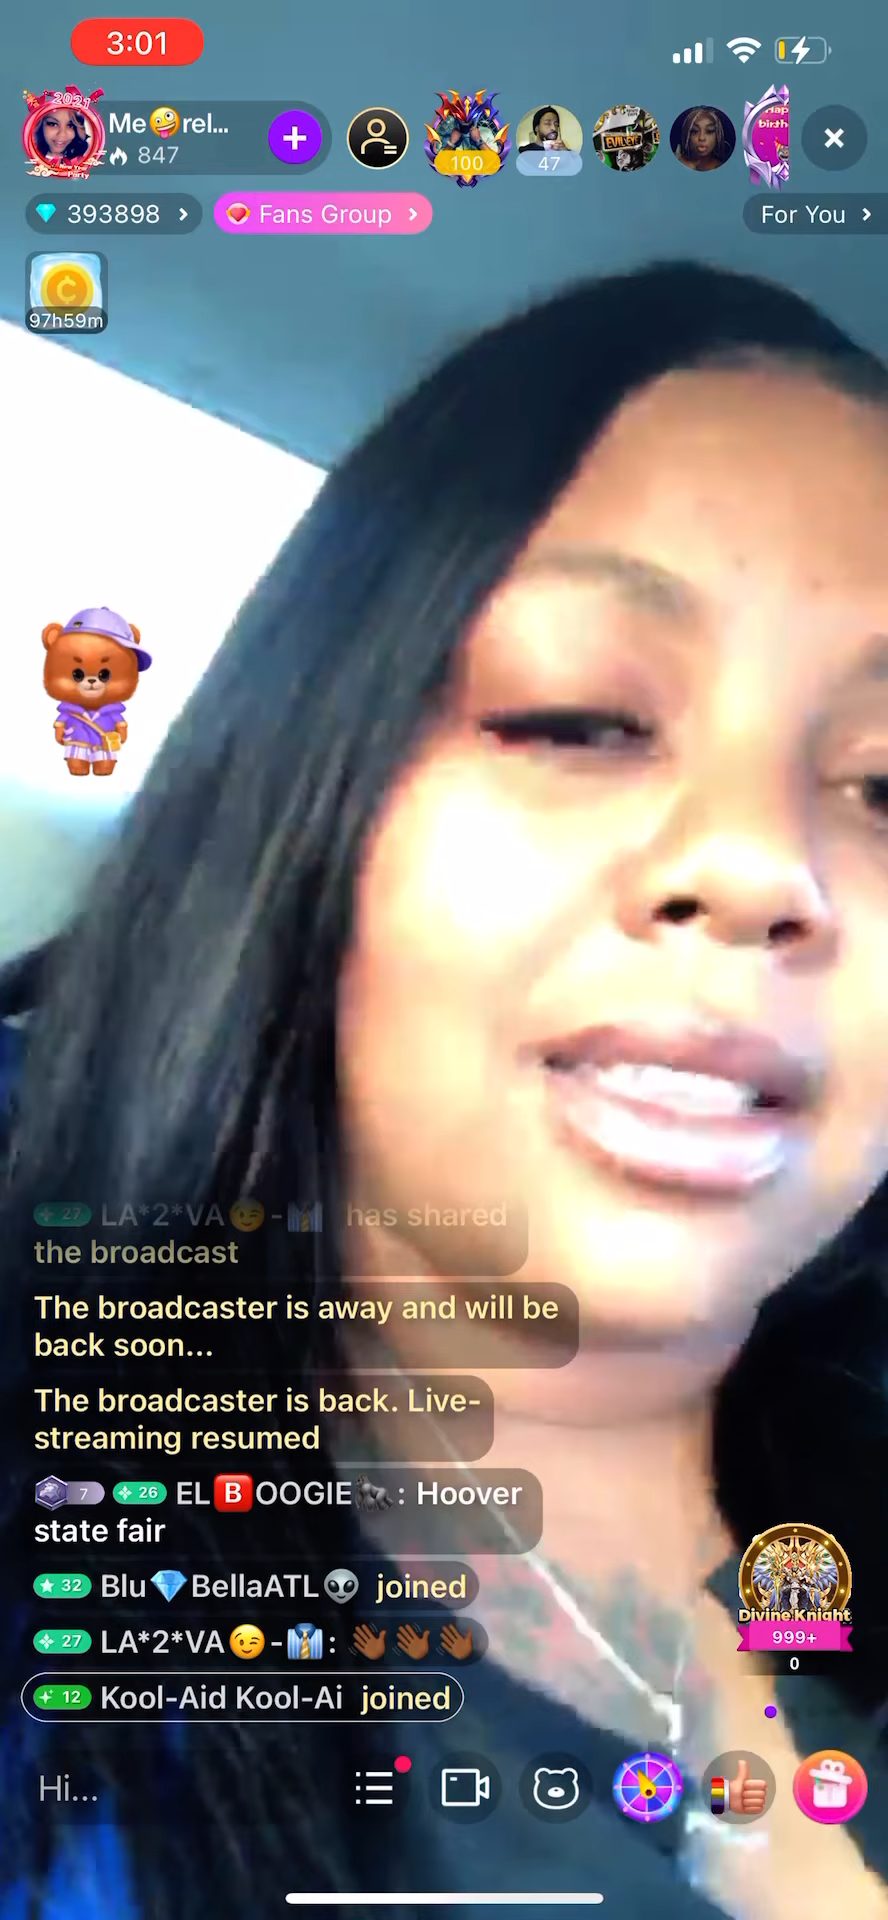 3:01
2021
Me🤪rel...
847
100
47
EVILEYE
Hap
birth
393898
Fans Group
For You
97h59m
27 LA*2*VA😉-👔 has shared
the broadcast
The broadcaster is away and will be
back soon...
The broadcaster is back. Live-
streaming resumed
7 26 EL🅱️OOGIE🦍: Hoover
state fair
32 Blu💎BellaATL👽 joined
27 LA*2*VA😉-👔: 👋🏾👋🏾👋🏾
12 Kool-Aid Kool-Ai joined
Divine Knight
999+
0
Hi...